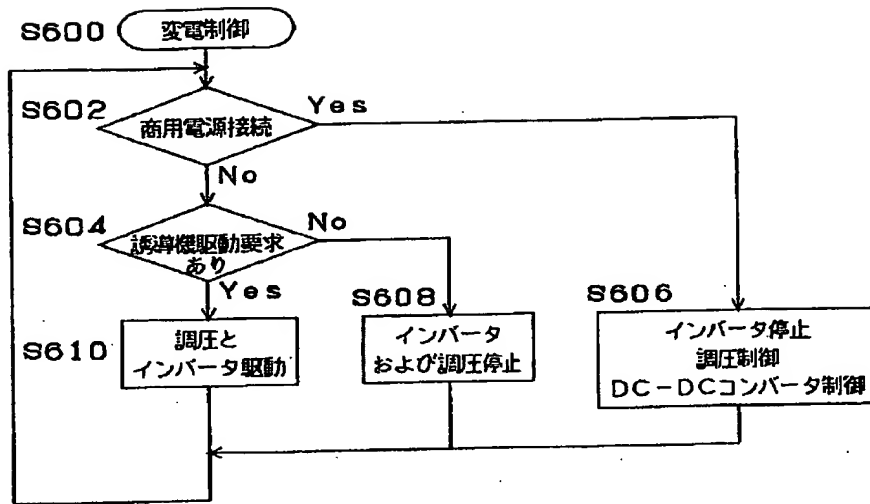 S600
変電制御
S602
商用電源接続
Yes
No
S604
誘導機駆動要求
あり
No
Yes
S610
調圧と
インバータ駆動
S608
インバータ
および調圧停止
S606
インバータ停止
調圧制御
DC-DCコンバータ制御